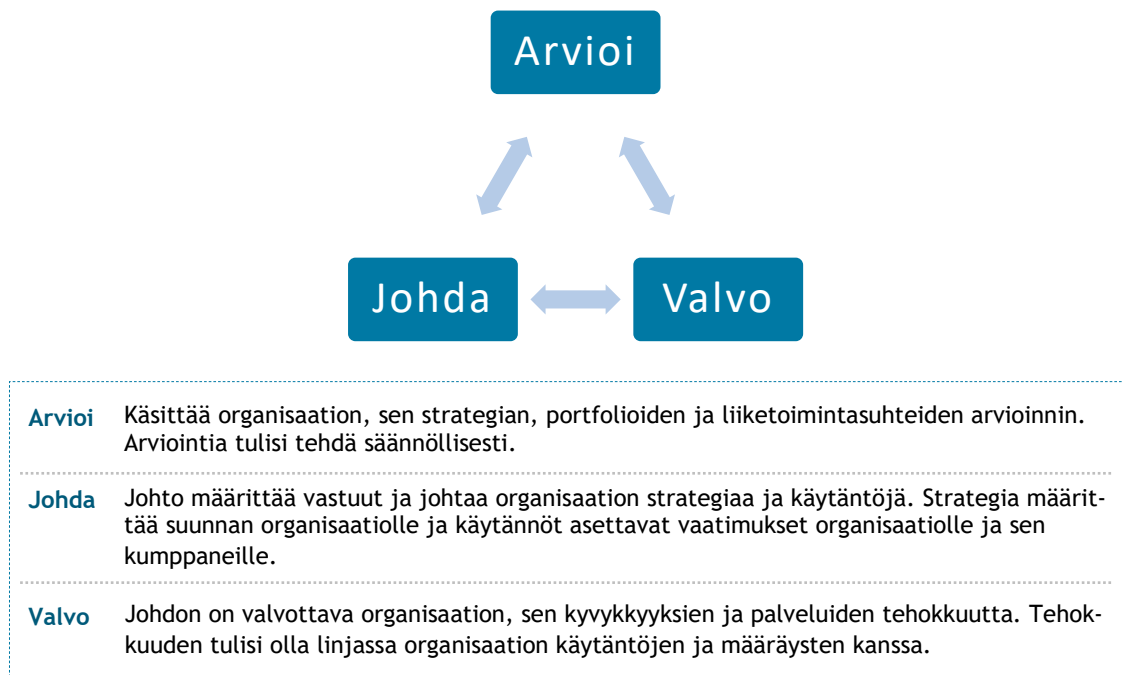 Arvioi
Johda
Valvo
Arvioi Käsittää organisaation, sen strategian, portfolioiden ja liiketoimintasuhteiden arvioinnin.
Arviointia tulisi tehdä säännöllisesti.
Johda Johto määrittää vastuut ja johtaa organisaation strategiaa ja käytäntöjä. Strategia määrit-
tää suunnan organisaatiolle ja käytännöt asettavat vaatimukset organisaatiolle ja sen
kumppaneille.
Valvo Johdon on valvottava organisaation, sen kyvykkyyksien ja palveluiden tehokkuutta. Tehok-
kuuden tulisi olla linjassa organisaation käytäntöjen ja määräysten kanssa.